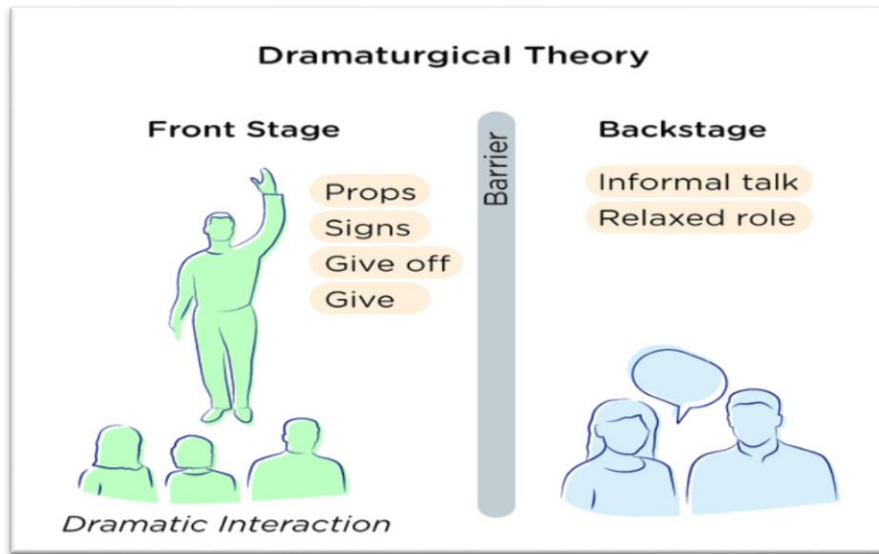 Dramaturgical Theory
Front Stage
Props
Signs
Give off
Give
Dramatic Interaction
Barrier
Backstage
Informal talk
Relaxed role